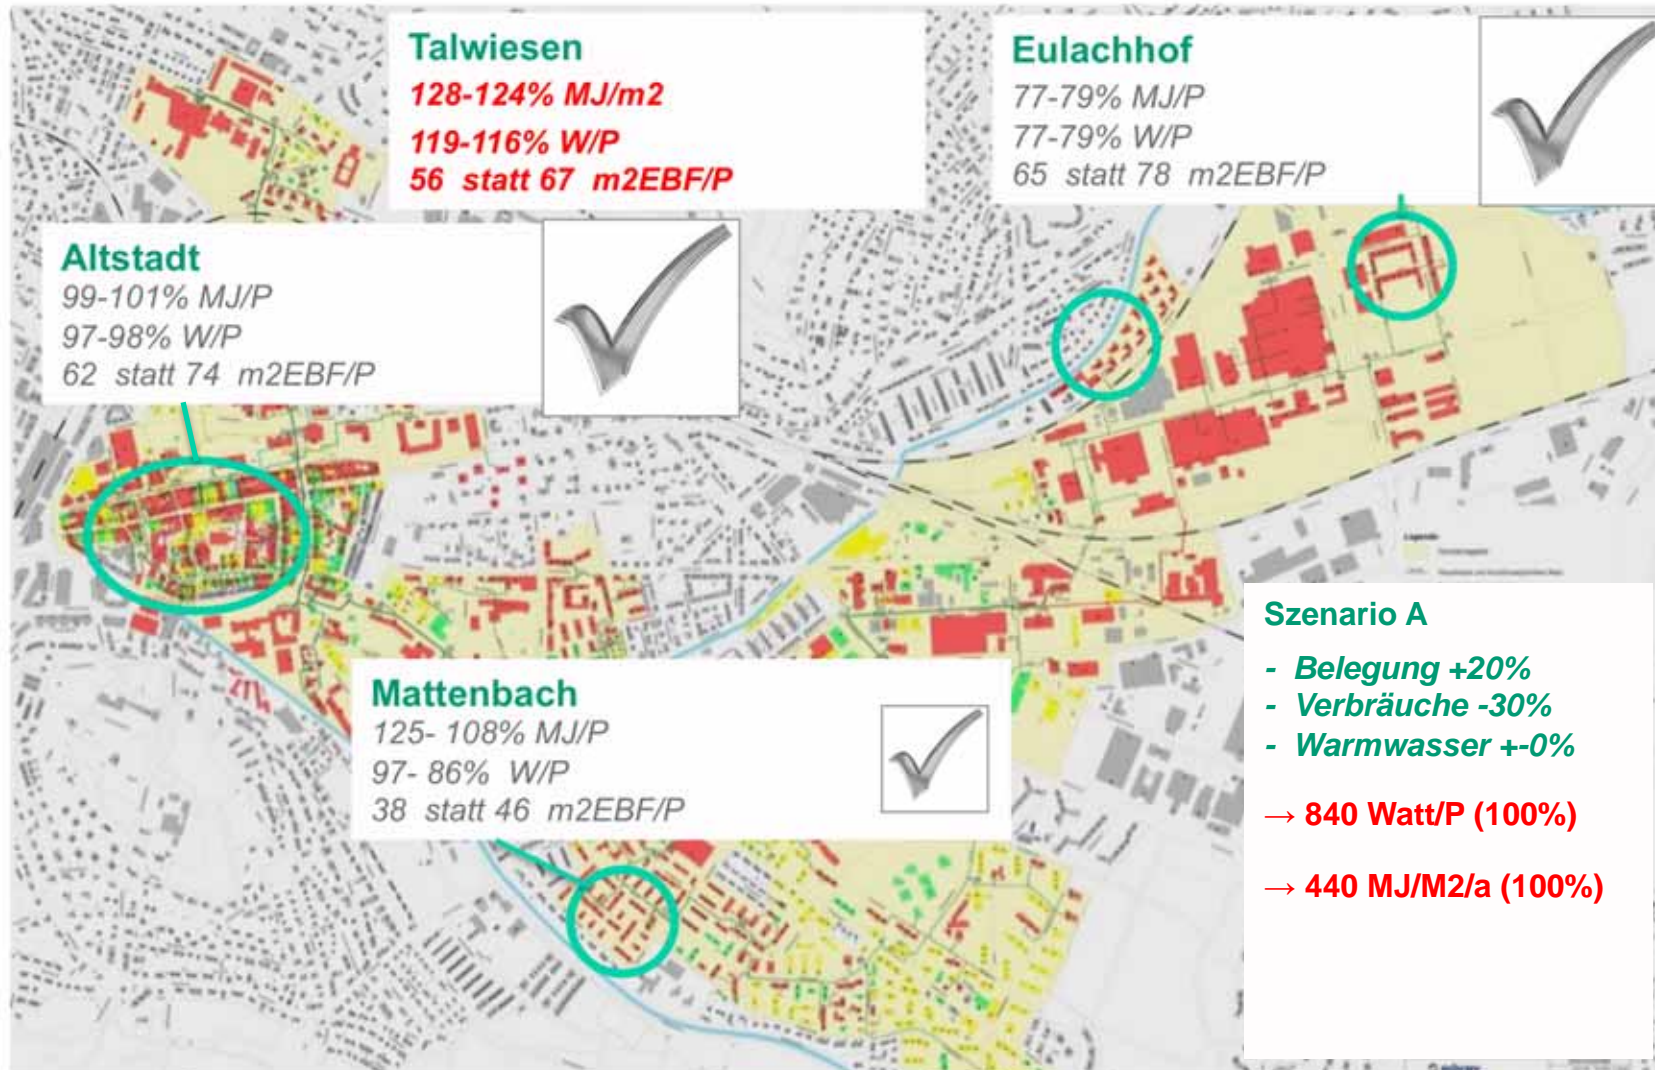 Talwiesen
128-124% MJ/m2
119-116% W/P
56 statt 67 m2EBF/P
Eulachhof
77-79% MJ/P
77-79% W/P
65 statt 78 m2EBF/P
Altstadt
99-101% MJ/P
97-98% W/P
62 statt 74 m2EBF/P
Mattenbach
125- 108% MJ/P
97- 86% W/P
38 statt 46 m2EBF/P
Legende
Szenario A
- Belegung +20%
- Verbräuche -30%
- Warmwasser +-0%
→ 840 Watt/P (100%)
→ 440 MJ/M2/a (100%)